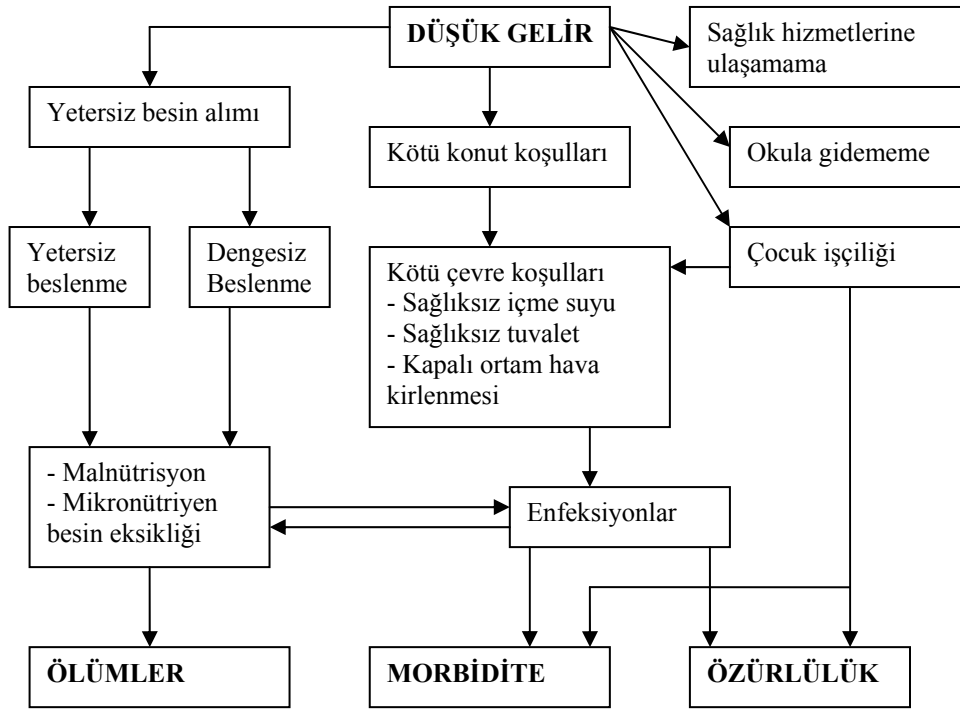 DÜŞÜK GELİR
Sağlık hizmetlerine
ulaşamama
Yetersiz besin alımı
Kötü konut koşulları
Okula gidememe
Yetersiz
beslenme
Dengesiz
Beslenme
Kötü çevre koşulları
- Sağlıksız içme suyu
- Sağlıksız tuvalet
- Kapalı ortam hava
kirlenmesi
Çocuk işçiliği
- Malnütrisyon
- Mikronütriyen
besin eksikliği
Enfeksiyonlar
ÖLÜMLER
MORBİDİTE
ÖZÜRLÜLÜK